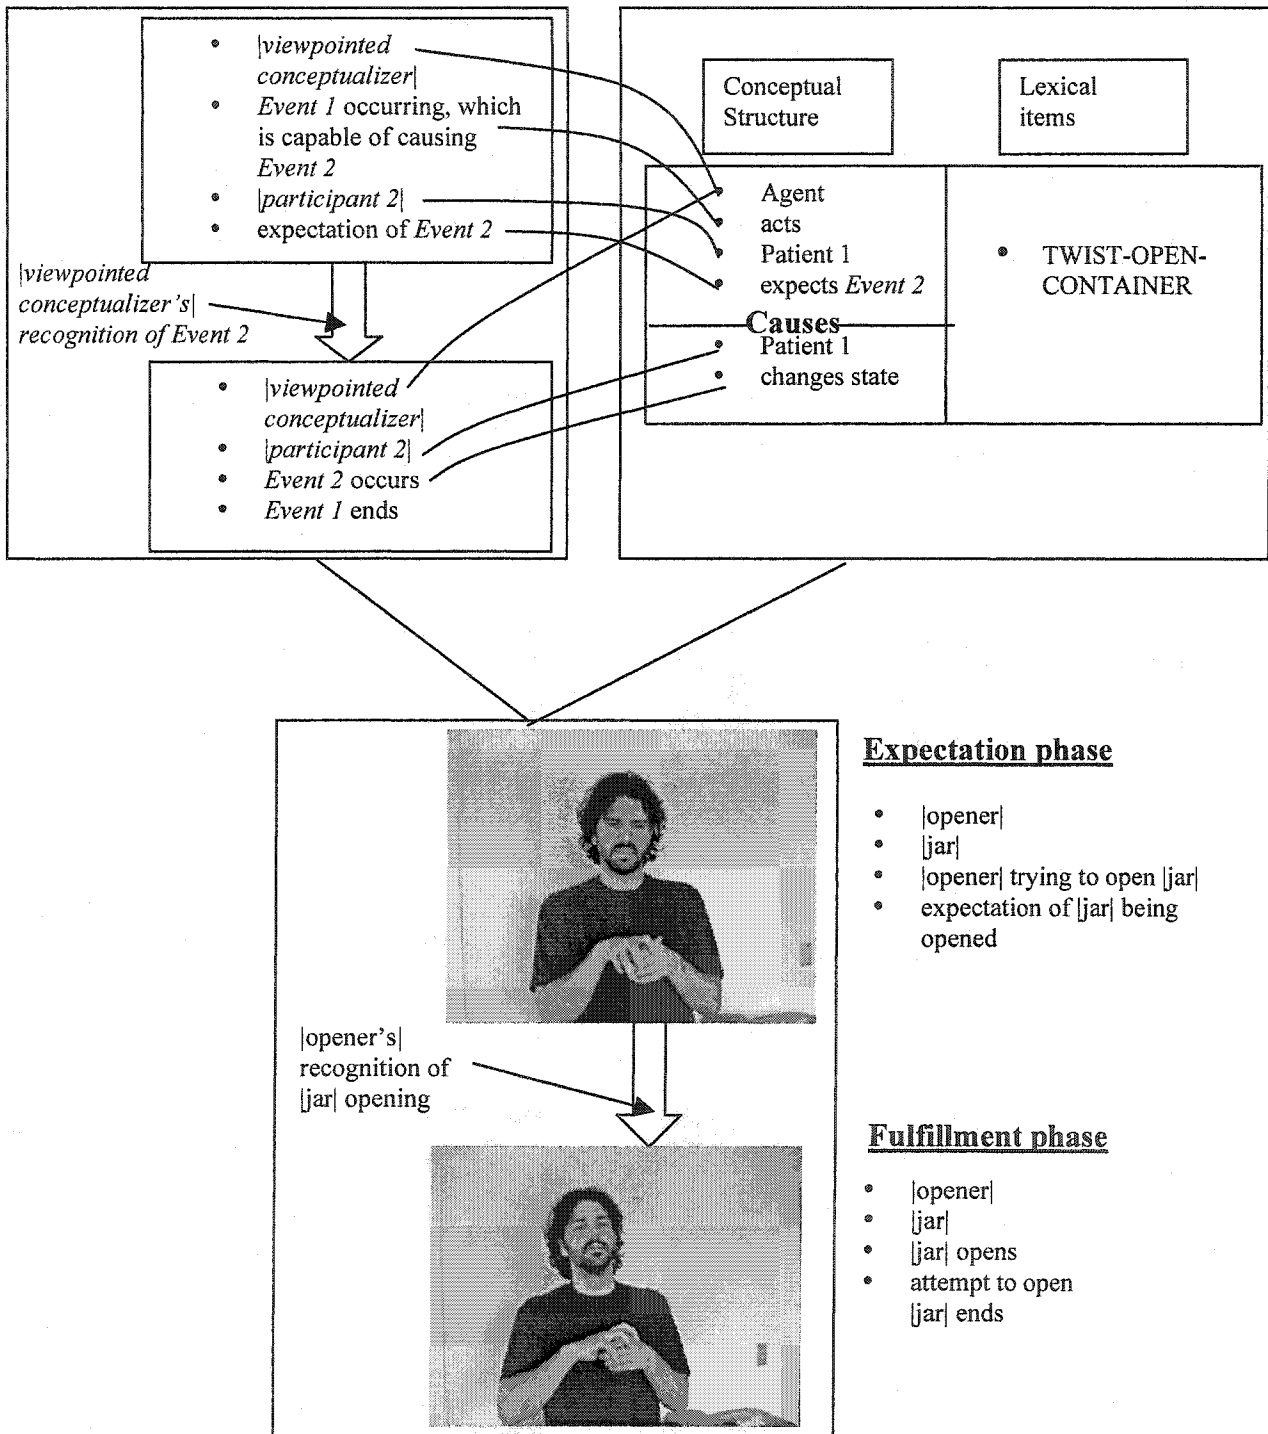 • |viewpointed
conceptualizer|
• Event 1 occurring, which
is capable of causing
Event 2
• |participant 2|
• expectation of Event 2
|viewpointed
conceptualizer's|
recognition of Event 2
• |viewpointed
conceptualizer|
• |participant 2|
• Event 2 occurs
• Event 1 ends
Conceptual
Structure
Lexical
items
• Agent
• acts
• Patient 1
• expects Event 2
Causes
• Patient 1
• changes state
• TWIST-OPEN-
CONTAINER
Expectation phase
• |opener|
• |jar|
• |opener| trying to open |jar|
• expectation of |jar| being
opened
|opener's|
recognition of
|jar| opening
Fulfillment phase
• |opener|
• |jar|
• |jar| opens
• attempt to open
|jar| ends